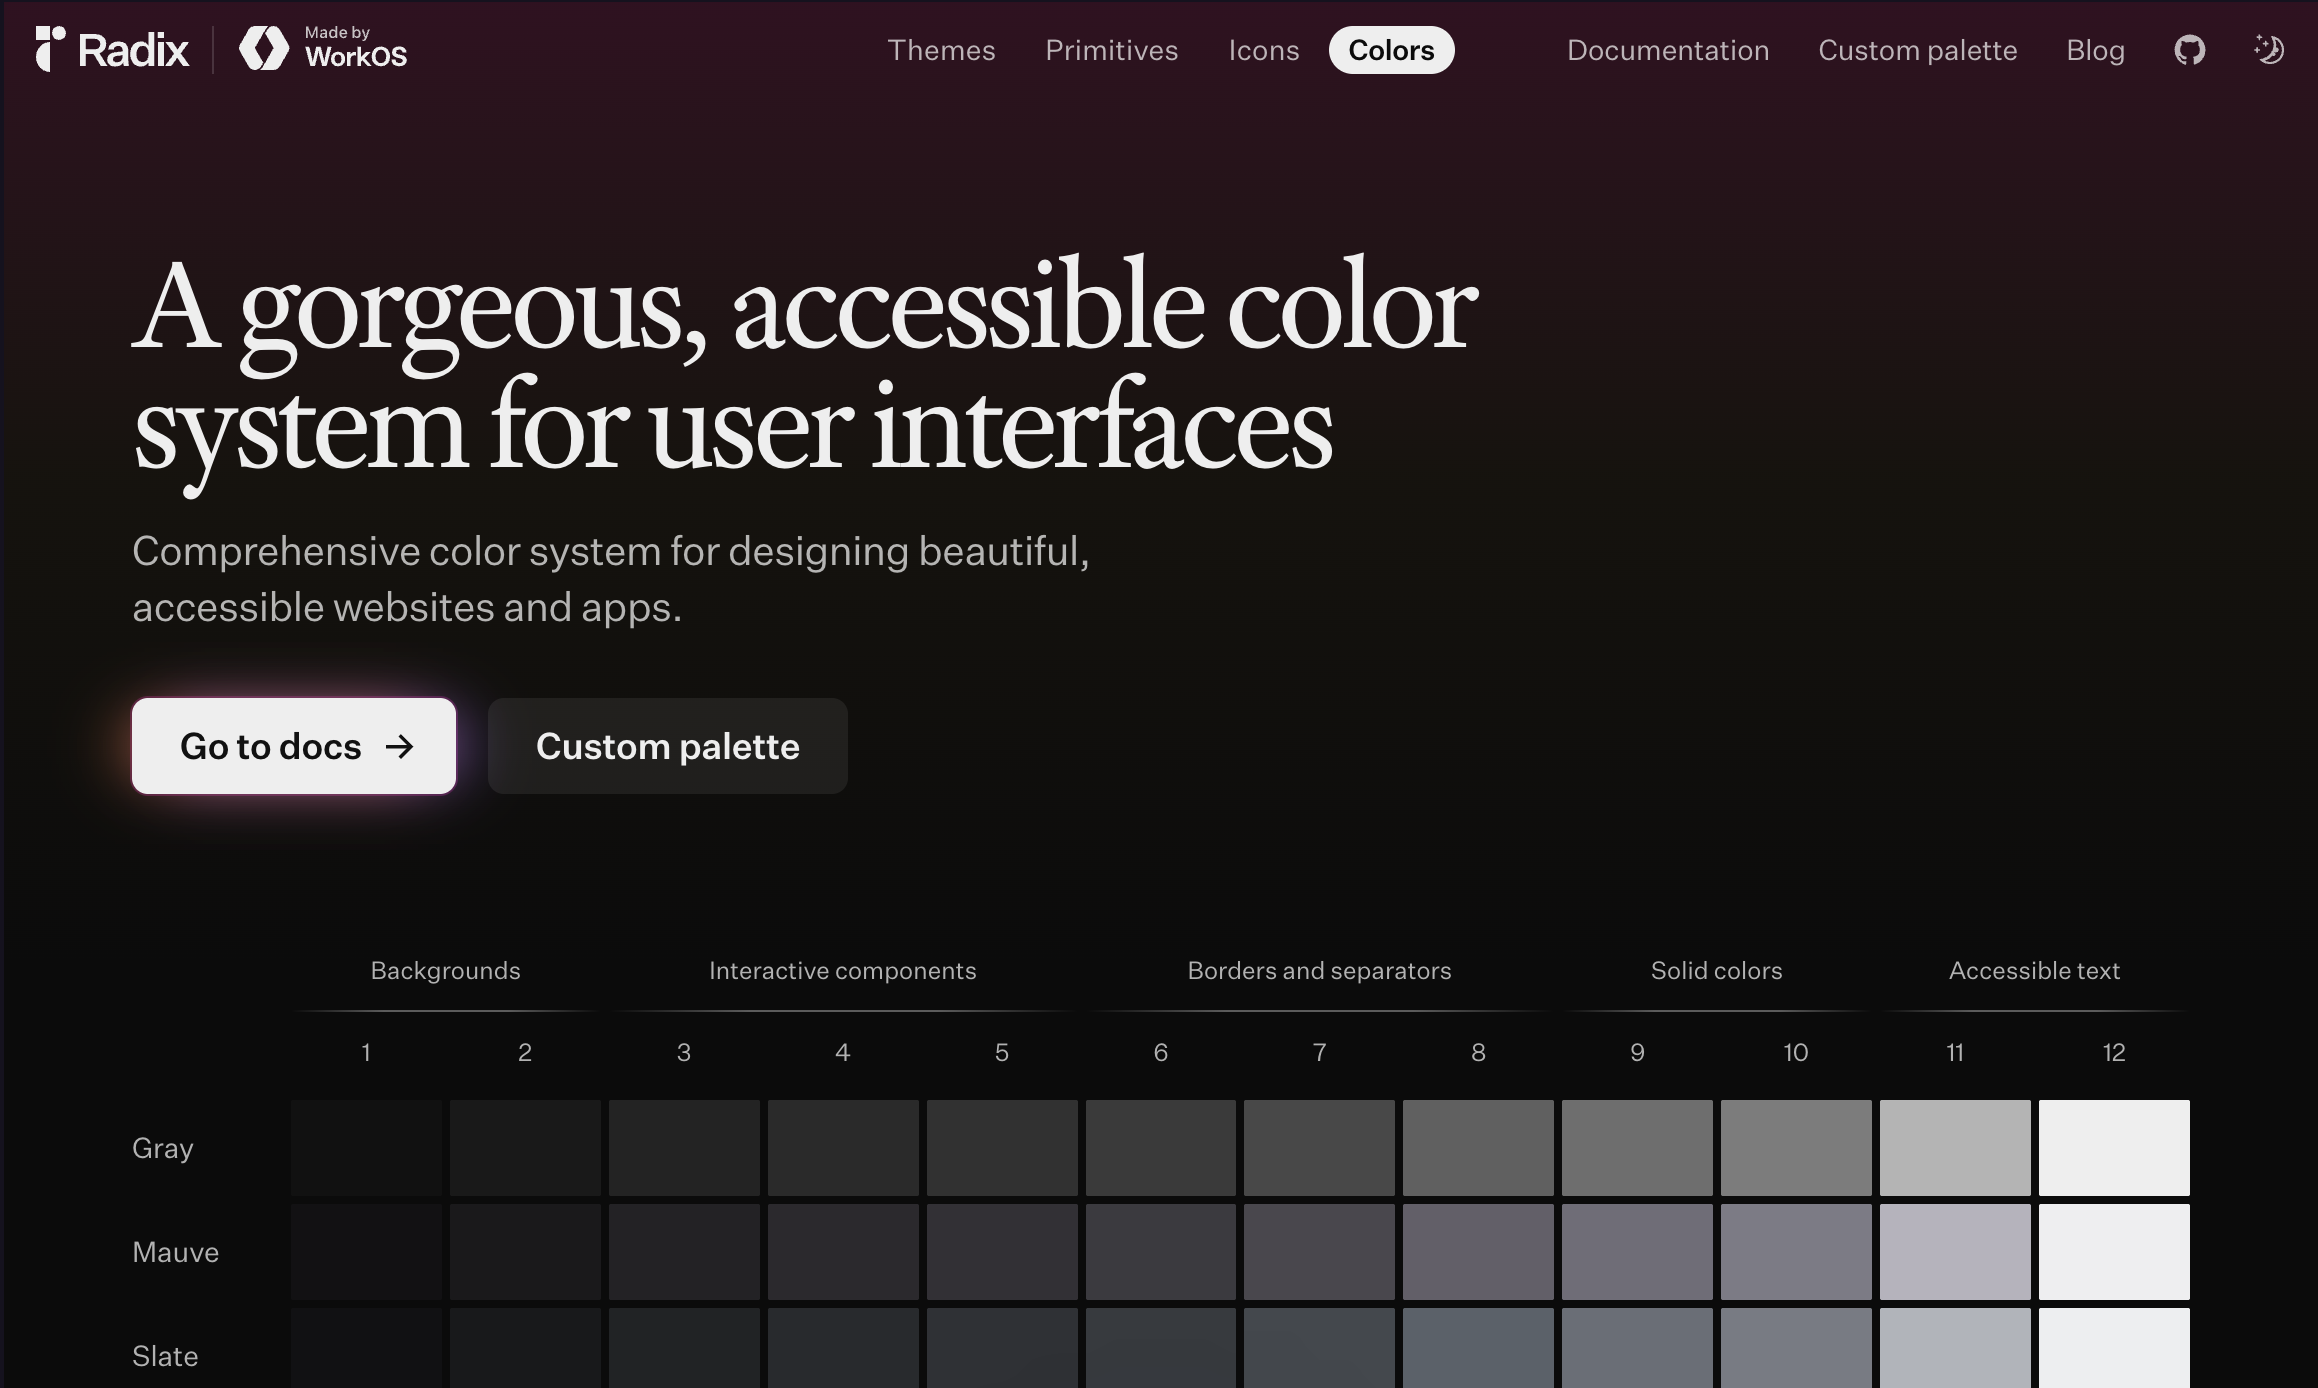 Radix
Made by
WorkOS
Themes
Primitives
Icons
Colors
Documentation
Custom palette
Blog
A gorgeous, accessible color
system for user interfaces
Comprehensive color system for designing beautiful,
accessible websites and apps.
Go to docs →
Custom palette
Backgrounds
Interactive components
Borders and separators
Solid colors
Accessible text
1 2 3 4 5 6 7 8 9 10 11 12
Gray
Mauve
Slate